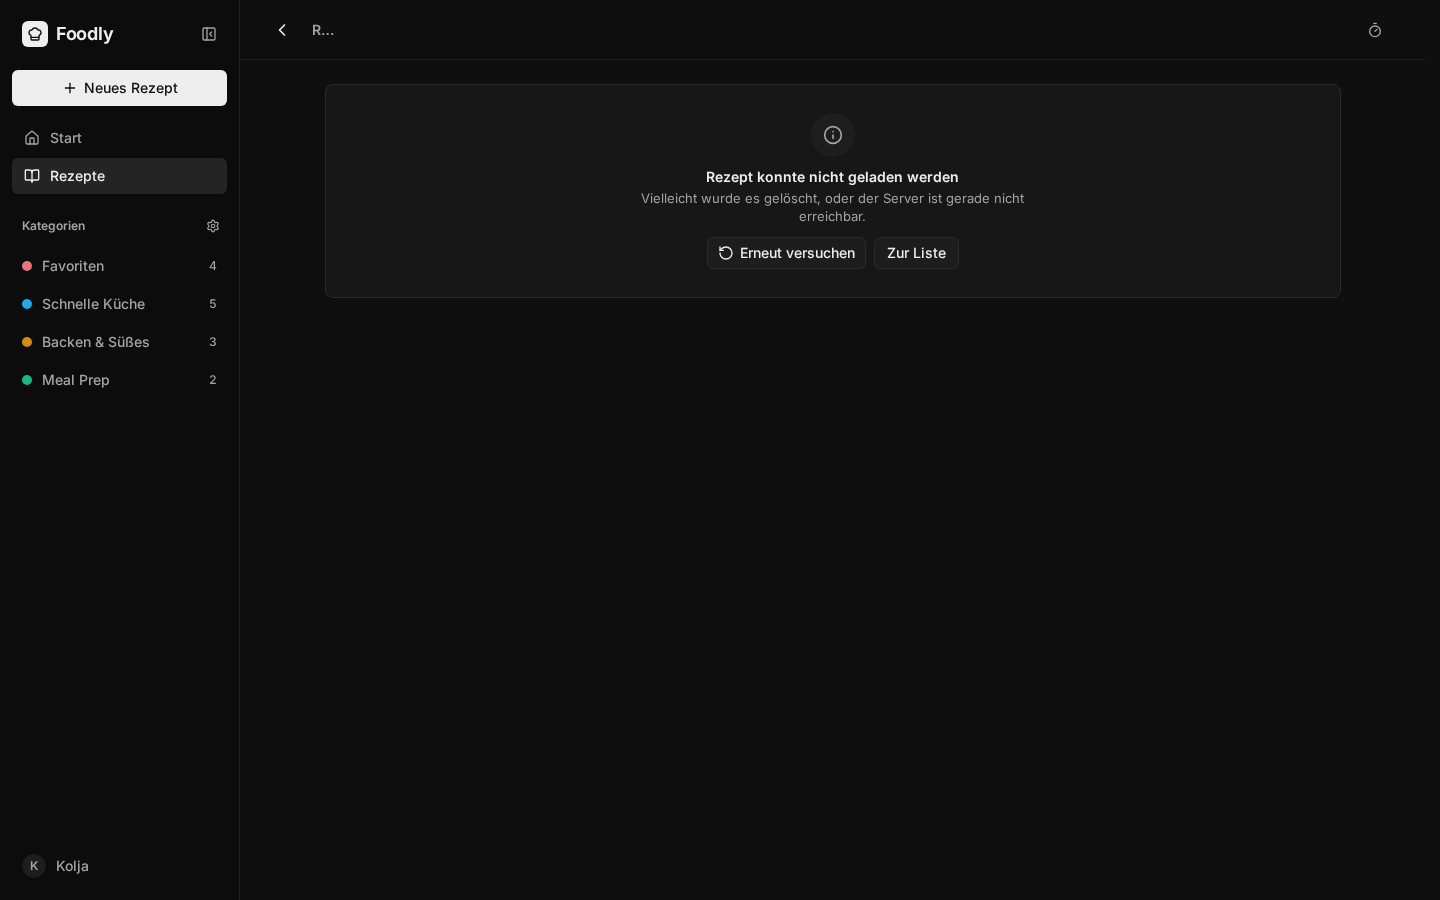 Foodly
R...
Neues Rezept
Start
Rezepte
Kategorien
Favoriten 4
Schnelle Küche 5
Backen & Süßes 3
Meal Prep 2
Rezept konnte nicht geladen werden
Vielleicht wurde es gelöscht, oder der Server ist gerade nicht
erreichbar.
Erneut versuchen
Zur Liste
K Kolja